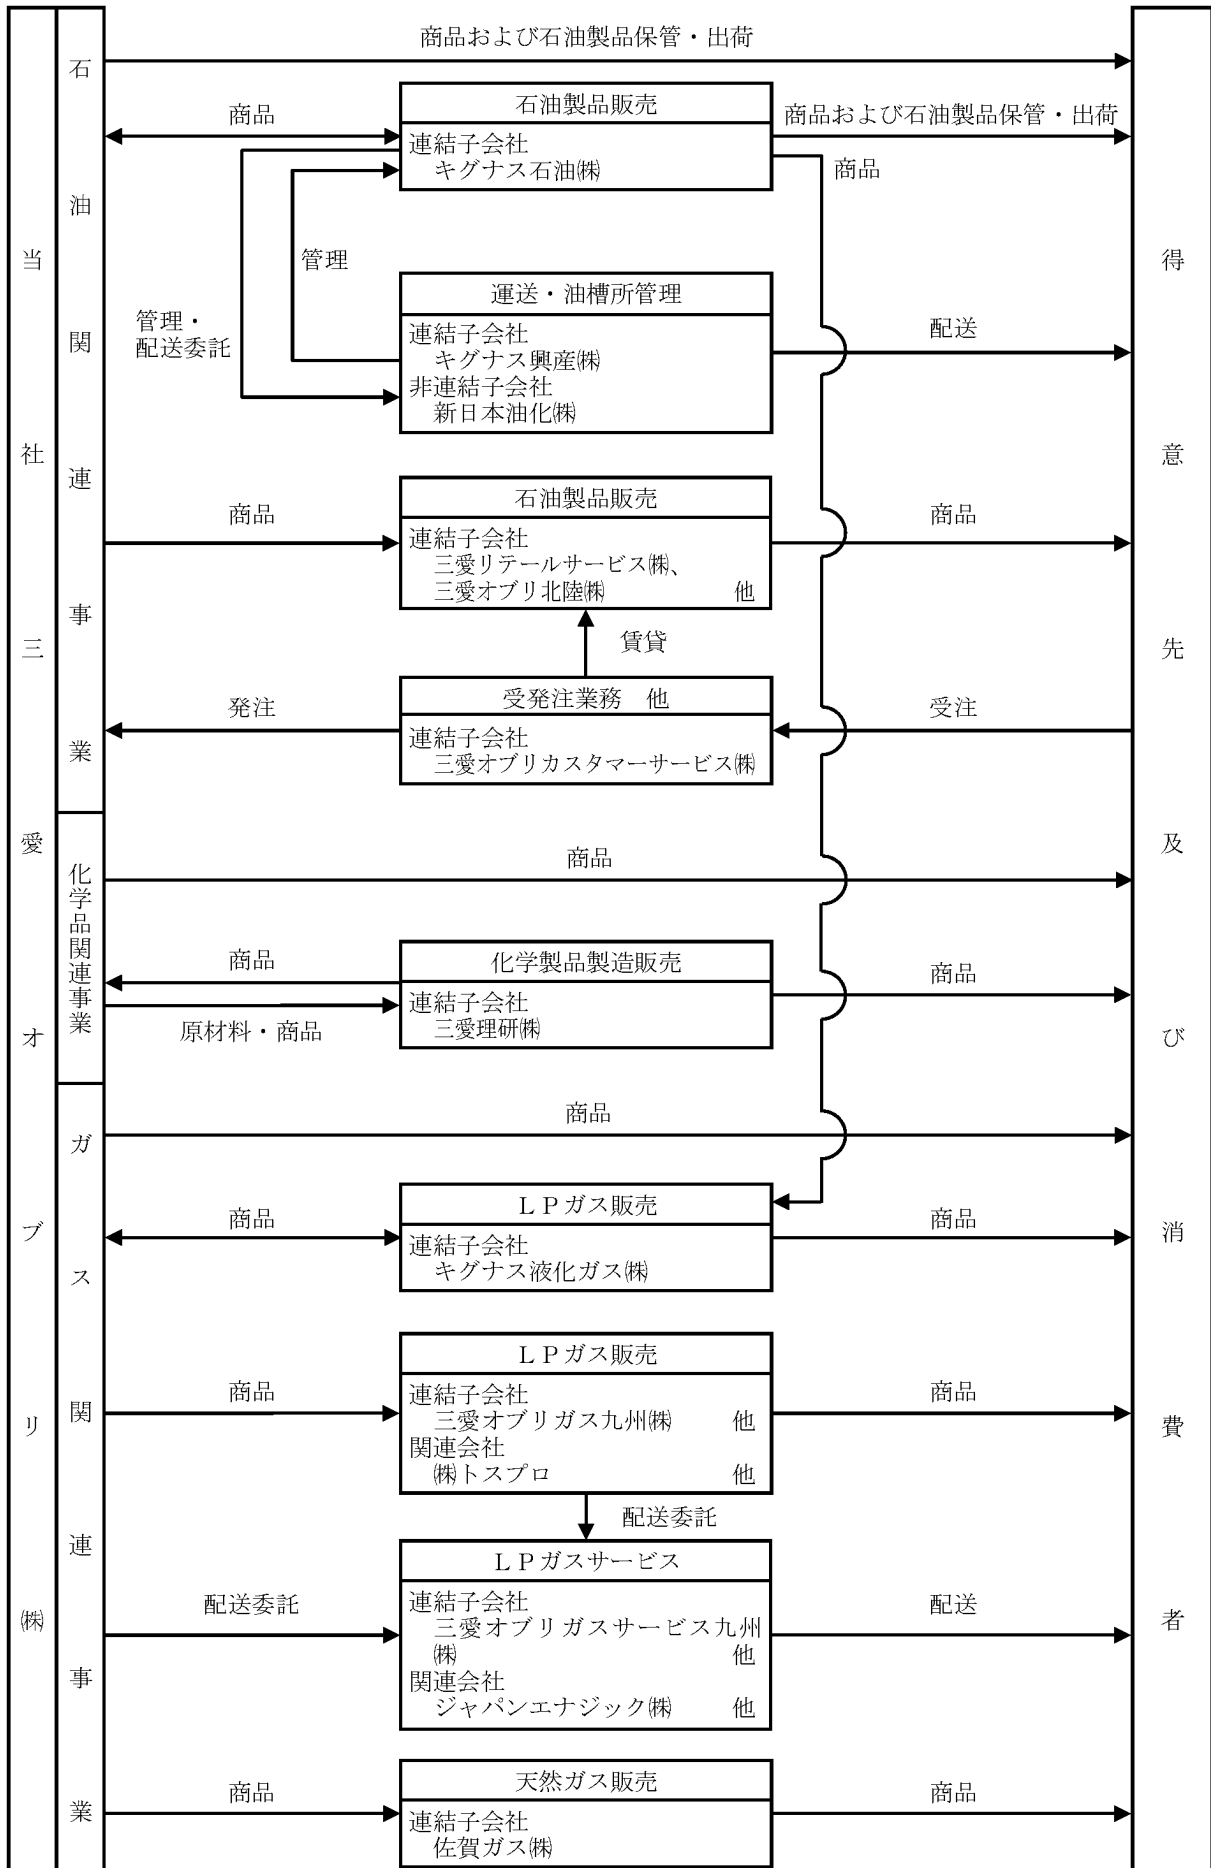 当社三愛オブリ㈱
石油関連事業
化学品関連事業
ガス関連事業
得意先及び消費者
商品および石油製品保管・出荷
石油製品販売
商品
商品および石油製品保管・出荷
連結子会社
キグナス石油㈱
商品
管理
管理・
配送委託
運送・油槽所管理
連結子会社
キグナス興産㈱
非連結子会社
新日本油化㈱
配送
石油製品販売
商品
連結子会社
三愛リテールサービス㈱、
三愛オブリ北陸㈱　他
商品
賃貸
受発注業務　他
発注
連結子会社
三愛オブリカスタマーサービス㈱
受注
商品
化学製品製造販売
商品
連結子会社
三愛理研㈱
原材料・商品
商品
商品
ＬＰガス販売
商品
連結子会社
キグナス液化ガス㈱
商品
ＬＰガス販売
商品
連結子会社
三愛オブリガス九州㈱　他
関連会社
㈱トスプロ　他
商品
配送委託
ＬＰガスサービス
配送委託
連結子会社
三愛オブリガスサービス九州
㈱　他
関連会社
ジャパンエナジック㈱　他
配送
天然ガス販売
商品
連結子会社
佐賀ガス㈱
商品